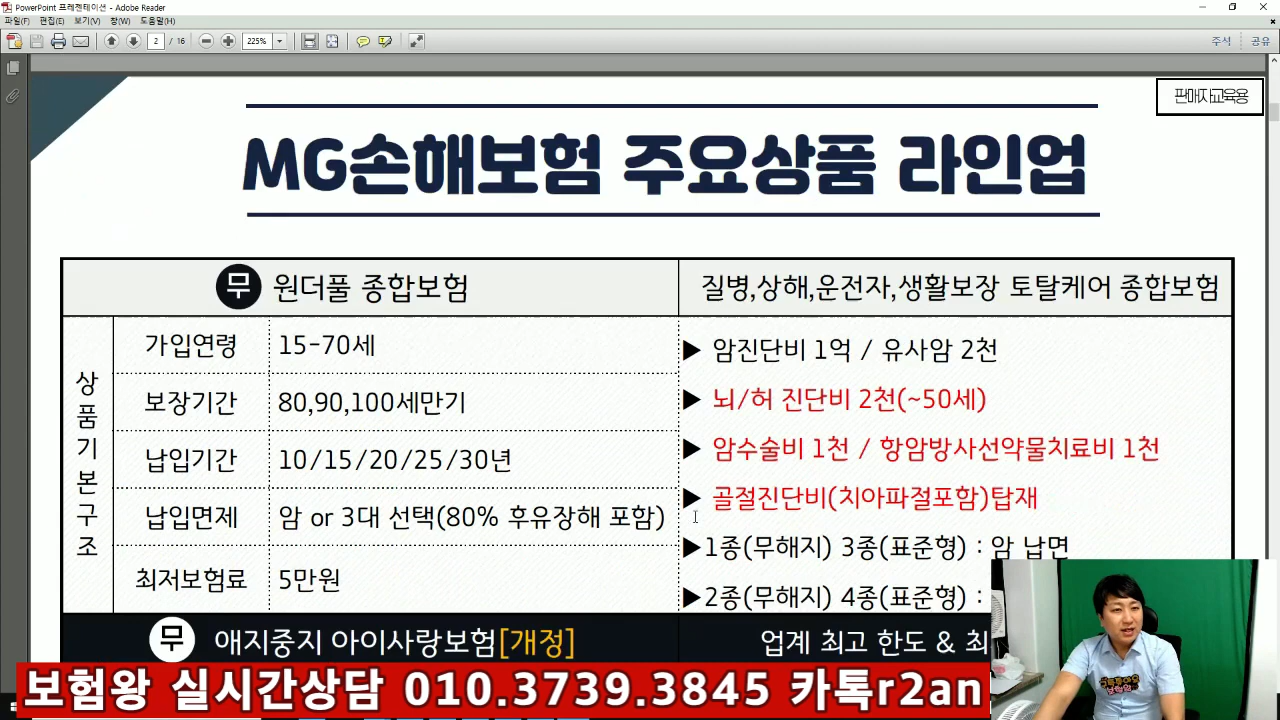 PowerPoint 프레젠테이션 - Adobe Reader
파일(F) 편집(E) 보기(V) 창(W) 도움말(H)
2 / 16 225% 주석 공유
판매자교육용
MG손해보험 주요상품 라인업
무 원더풀 종합보험
질병,상해,운전자,생활보장 토탈케어 종합보험
상품기본구조
가입연령 15-70세
보장기간 80,90,100세만기
납입기간 10/15/20/25/30년
납입면제 암 or 3대 선택(80% 후유장해 포함)
최저보험료 5만원
▶ 암진단비 1억 / 유사암 2천
▶ 뇌/허 진단비 2천(~50세)
▶ 암수술비 1천 / 항암방사선약물치료비 1천
▶ 골절진단비(치아파절포함)탑재
▶1종(무해지) 3종(표준형) : 암 납면
▶2종(무해지) 4종(표준형) :
무 애지중지 아이사랑보험[개정]
업계 최고 한도 & 최
보험왕 실시간상담 010.3739.3845 카톡r2an